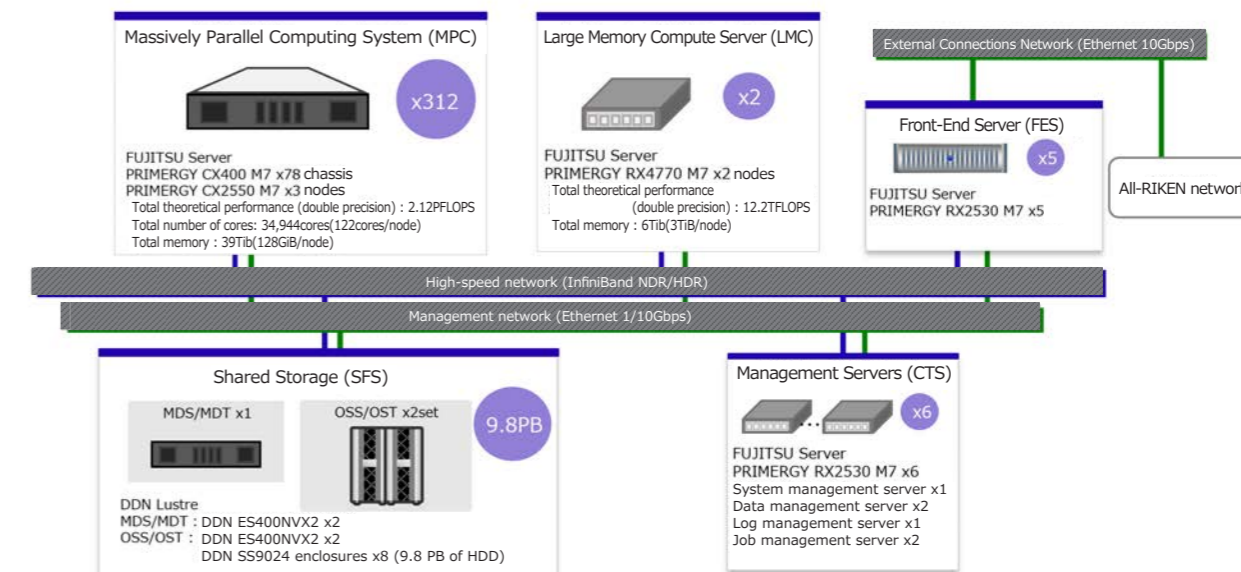 Massively Parallel Computing System (MPC)
x312
FUJITSU Server
PRIMERGY CX400 M7 x78 chassis
PRIMERGY CX2550 M7 x3 nodes
Total theoretical performance (double precision) : 2.12PFLOPS
Total number of cores: 34,944cores(122cores/node)
Total memory : 39Tib(128GiB/node)
Large Memory Compute Server (LMC)
x2
FUJITSU Server
PRIMERGY RX4770 M7 x2 nodes
Total theoretical performance
(double precision) : 12.2TFLOPS
Total memory : 6Tib(3TiB/node)
External Connections Network (Ethernet 10Gbps)
Front-End Server (FES)
x5
FUJITSU Server
PRIMERGY RX2530 M7 x5
All-RIKEN network
High-speed network (InfiniBand NDR/HDR)
Management network (Ethernet 1/10Gbps)
Shared Storage (SFS)
MDS/MDT x1
OSS/OST x2set
9.8PB
DDN Lustre
MDS/MDT : DDN ES400NVX2 x2
OSS/OST : DDN ES400NVX2 x2
DDN SS9024 enclosures x8 (9.8 PB of HDD)
Management Servers (CTS)
x6
FUJITSU Server
PRIMERGY RX2530 M7 x6
System management server x1
Data management server x2
Log management server x1
Job management server x2